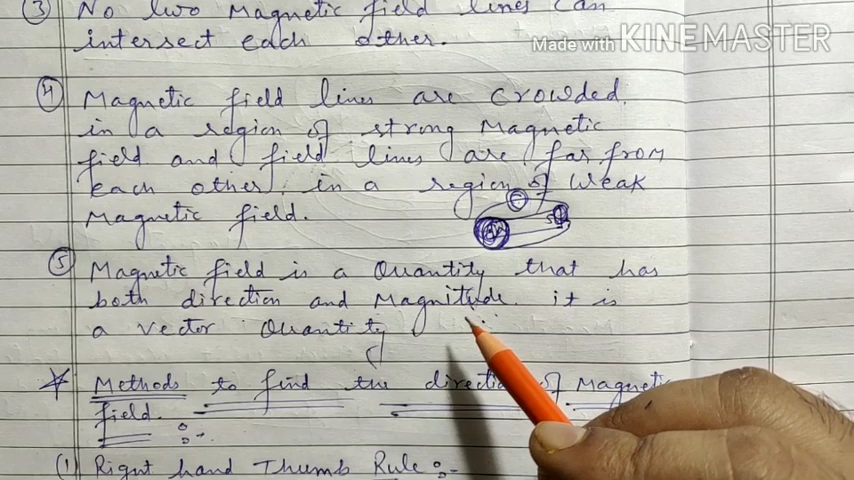 ③ No two Magnetic field lines can
intersect each other.
Made with KINEMASTER
④ Magnetic field lines are crowded
in a region of strong Magnetic
field and field lines are far from
each other in a region of weak
Magnetic field.
⑤ Magnetic field is a Quantity that has
both direction and Magnitude. it is
a vector Quantity
Methods to find the direction of Magnetic
field :-
(1) Right hand Thumb Rule :-